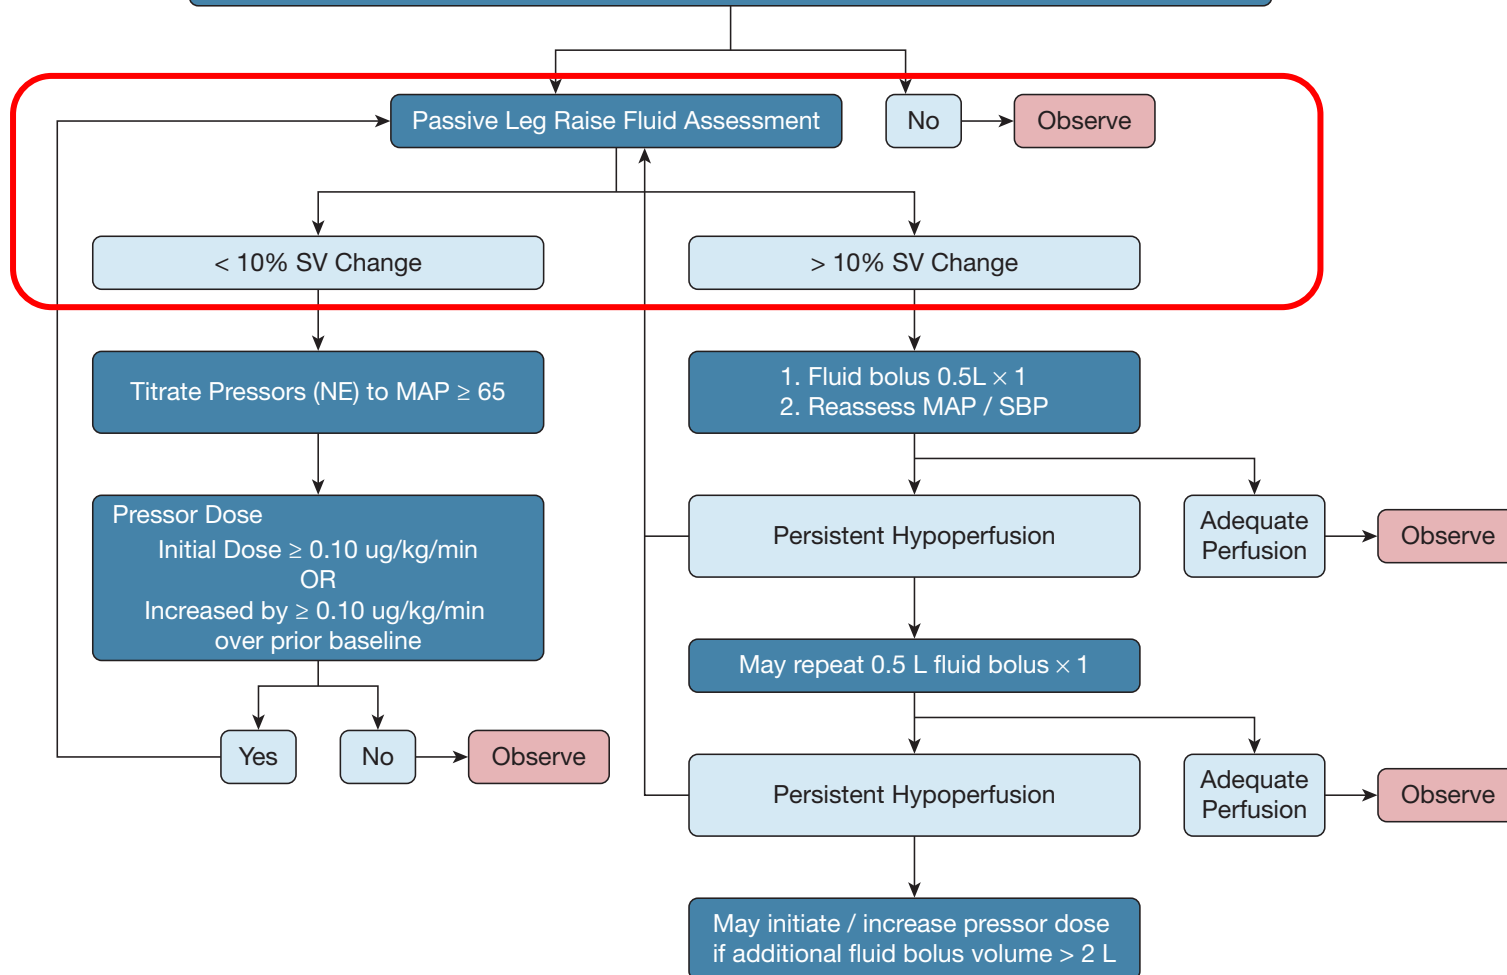 Passive Leg Raise Fluid Assessment
No
Observe
< 10% SV Change
> 10% SV Change
Titrate Pressors (NE) to MAP ≥ 65
1. Fluid bolus 0.5L × 1
2. Reassess MAP / SBP
Pressor Dose
Initial Dose ≥ 0.10 ug/kg/min
OR
Increased by ≥ 0.10 ug/kg/min
over prior baseline
Persistent Hypoperfusion
Adequate
Perfusion
Observe
May repeat 0.5 L fluid bolus × 1
Yes
No
Observe
Persistent Hypoperfusion
Adequate
Perfusion
Observe
May initiate / increase pressor dose
if additional fluid bolus volume > 2 L